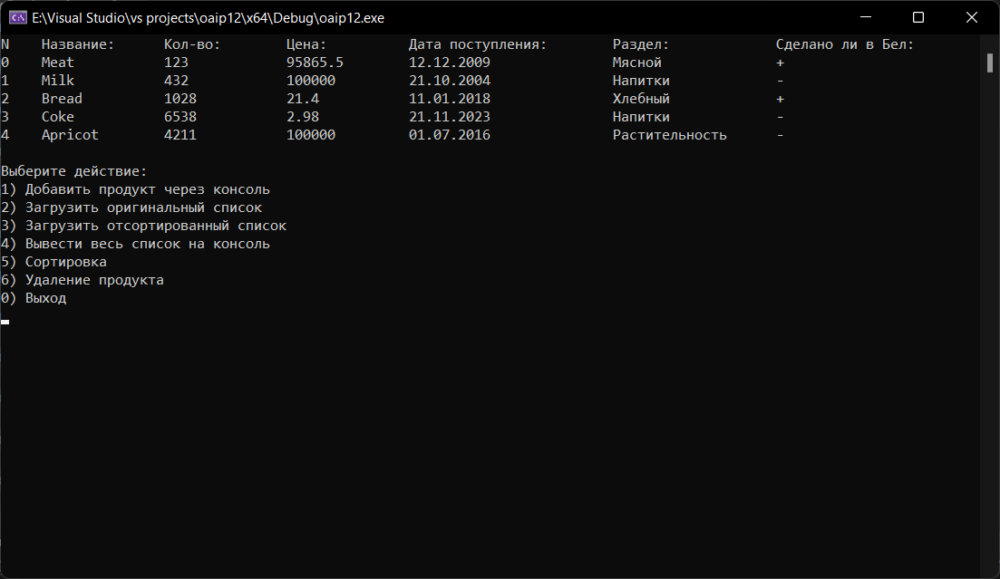 E:\Visual Studio\vs projects\oaip12\x64\Debug\oaip12.exe
N Название: Кол-во: Цена: Дата поступления: Раздел: Сделано ли в Бел:
0 Meat 123 95865.5 12.12.2009 Мясной +
1 Milk 432 100000 21.10.2004 Напитки -
2 Bread 1028 21.4 11.01.2018 Хлебный +
3 Coke 6538 2.98 21.11.2023 Напитки -
4 Apricot 4211 100000 01.07.2016 Растительность -
Выберите действие:
1) Добавить продукт через консоль
2) Загрузить оригинальный список
3) Загрузить отсортированный список
4) Вывести весь список на консоль
5) Сортировка
6) Удаление продукта
0) Выход